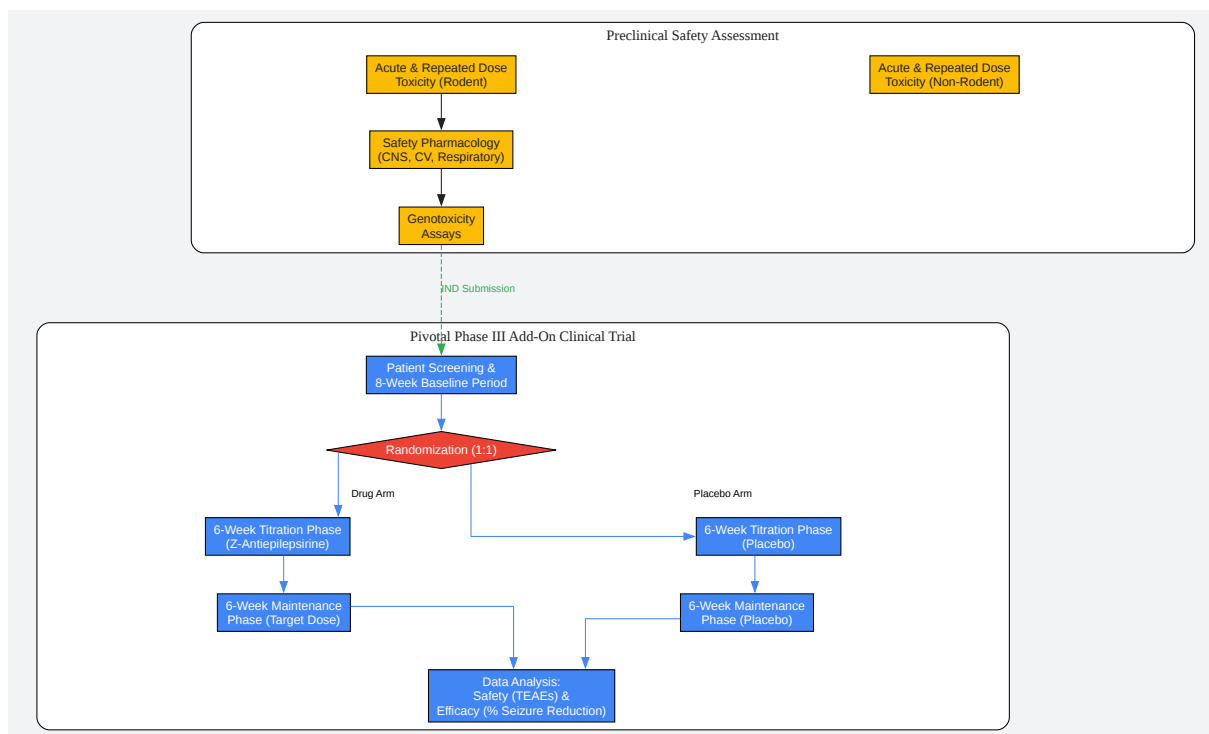 Preclinical Safety Assessment
Acute & Repeated Dose
Toxicity (Rodent)
Acute & Repeated Dose
Toxicity (Non-Rodent)
Safety Pharmacology
(CNS, CV, Respiratory)
Genotoxicity
Assays
IND Submission
Pivotal Phase III Add-On Clinical Trial
Patient Screening &
8-Week Baseline Period
Randomization (1:1)
Drug Arm
Placebo Arm
6-Week Titration Phase
(Z-Antiepilepsirine)
6-Week Titration Phase
(Placebo)
6-Week Maintenance
Phase (Target Dose)
6-Week Maintenance
Phase (Placebo)
Data Analysis:
Safety (TEAEs) &
Efficacy (% Seizure Reduction)